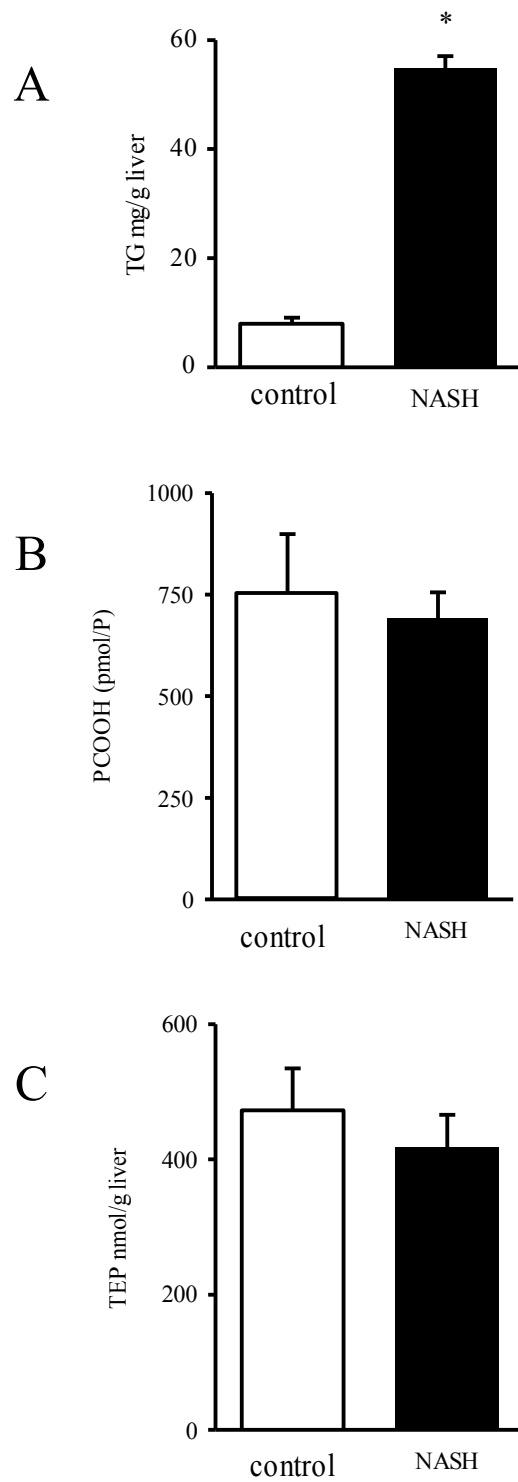 A
TG mg/g liver
60
40
20
0
*
control NASH
B
PCOOH (pmol/P)
1000
750
500
250
0
control NASH
C
TEP nmol/g liver
600
400
200
0
control NASH